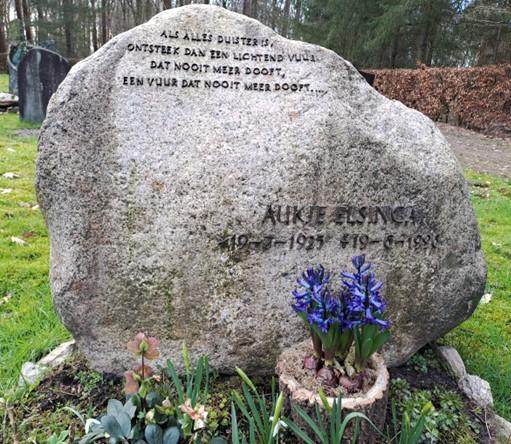 ALS ALLES DUISTER IS,
ONTSTEEK DAN EEN LICHTEND VUUR
DAT NOOIT MEER DOOFT,
EEN VUUR DAT NOOIT MEER DOOFT....
AUKJE ELSINGA